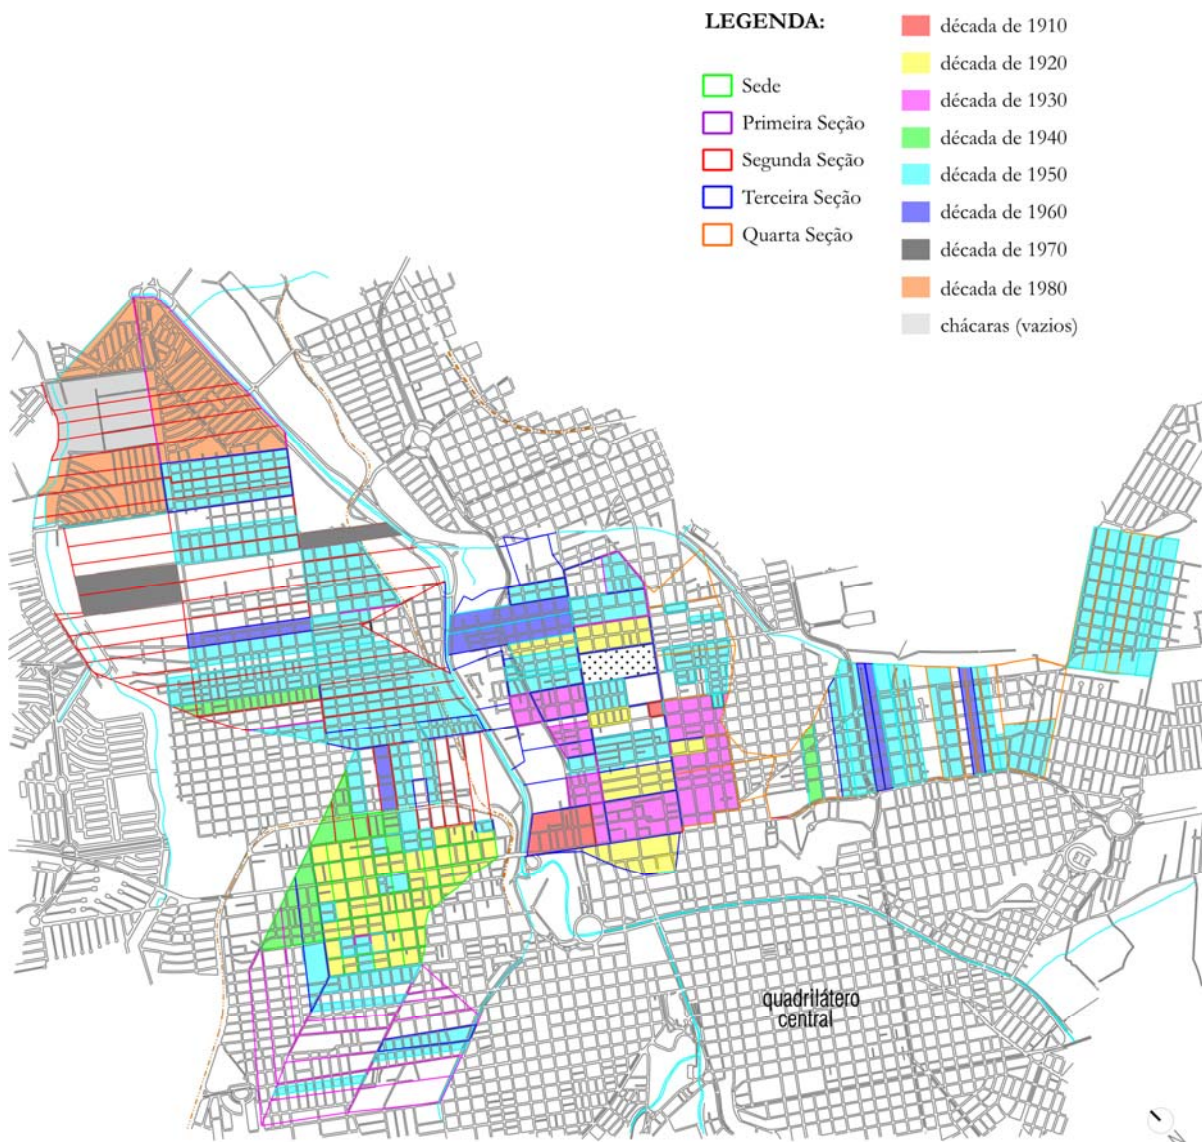 LEGENDA:
Sede
Primeira Seção
Segunda Seção
Terceira Seção
Quarta Seção
década de 1910
década de 1920
década de 1930
década de 1940
década de 1950
década de 1960
década de 1970
década de 1980
chácaras (vazios)
quadrilátero
central